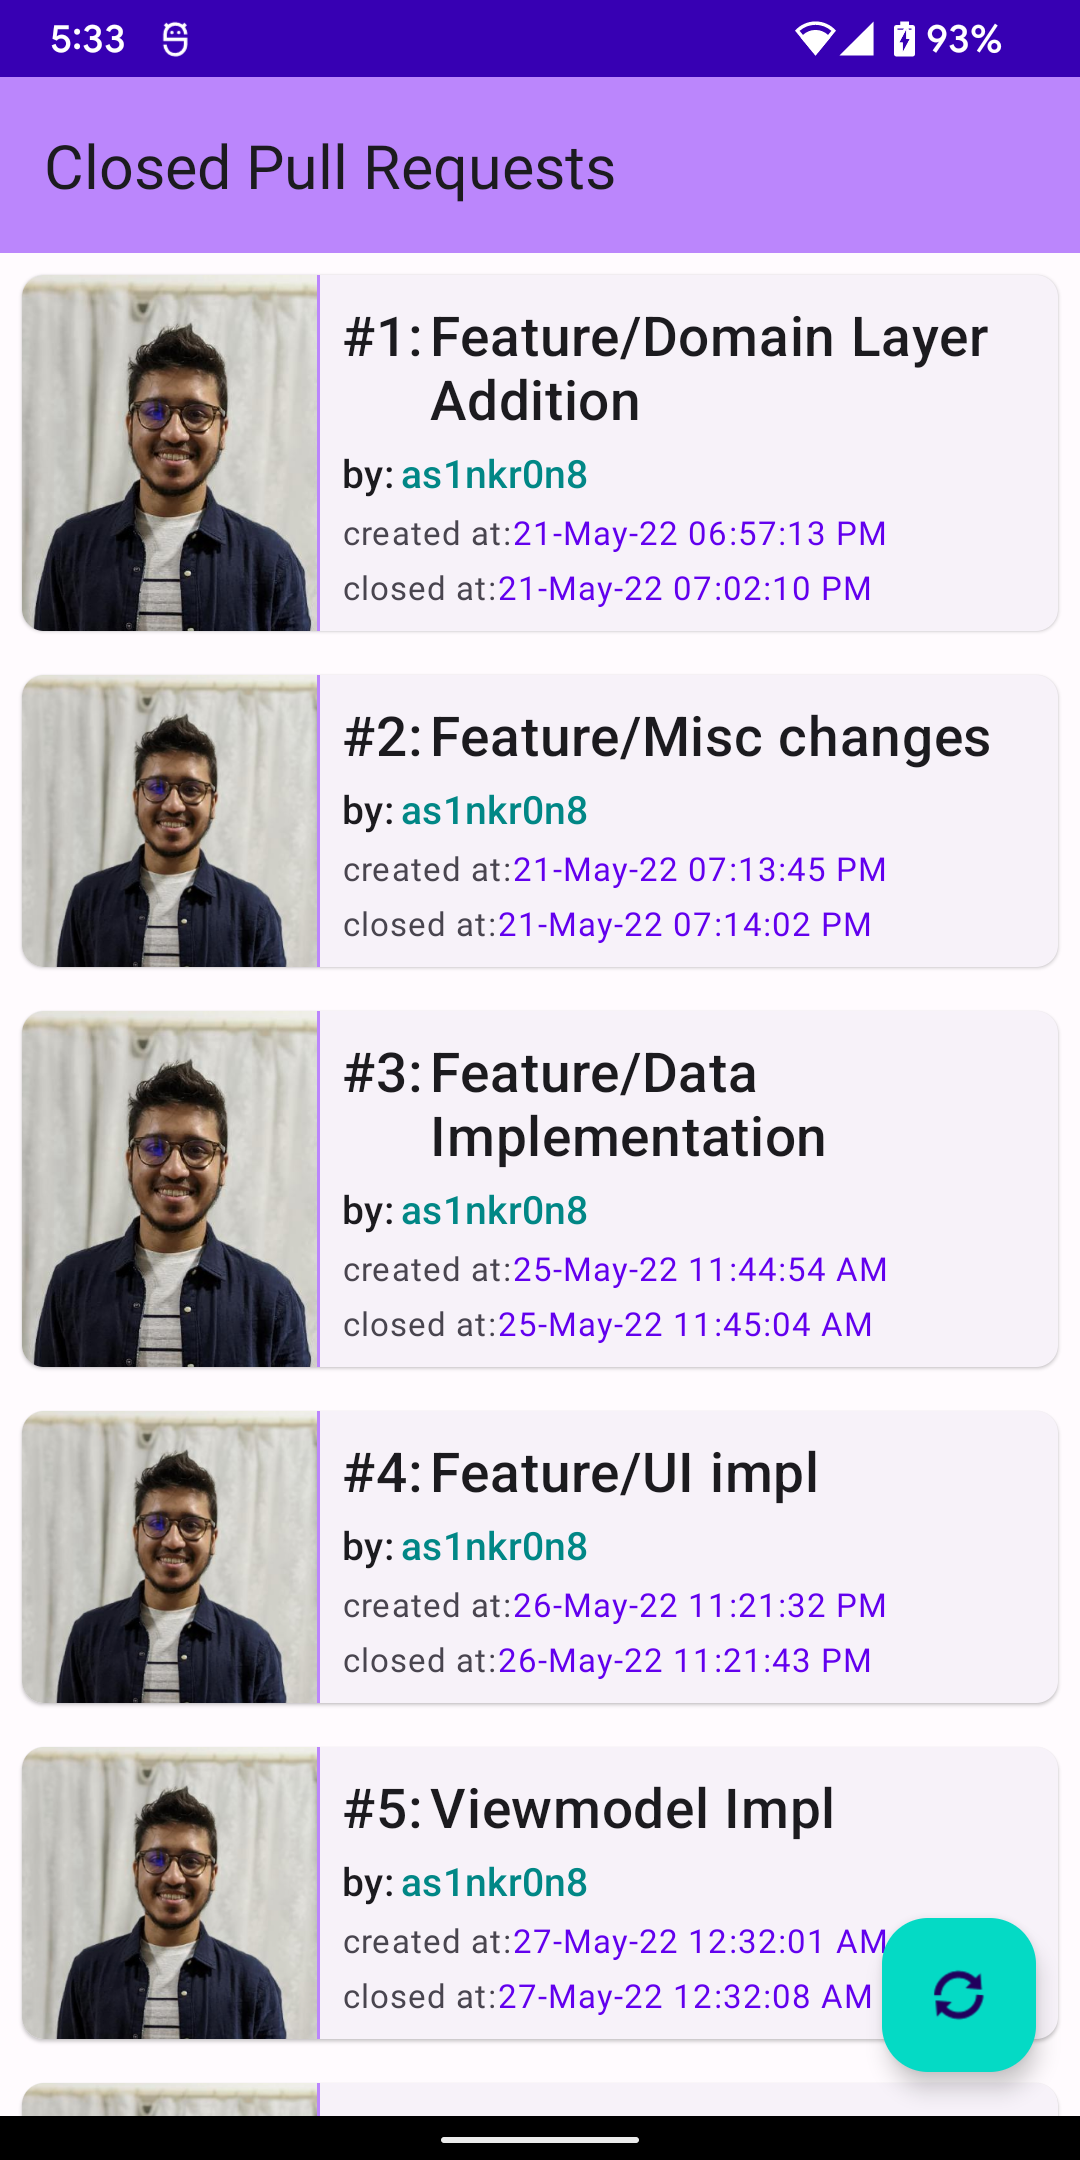 5:33 93%
Closed Pull Requests
#1: Feature/Domain Layer
Addition
by: as1nkr0n8
created at:21-May-22 06:57:13 PM
closed at:21-May-22 07:02:10 PM
#2: Feature/Misc changes
by: as1nkr0n8
created at:21-May-22 07:13:45 PM
closed at:21-May-22 07:14:02 PM
#3: Feature/Data
Implementation
by: as1nkr0n8
created at:25-May-22 11:44:54 AM
closed at:25-May-22 11:45:04 AM
#4: Feature/UI impl
by: as1nkr0n8
created at:26-May-22 11:21:32 PM
closed at:26-May-22 11:21:43 PM
#5: Viewmodel Impl
by: as1nkr0n8
created at:27-May-22 12:32:01 AM
closed at:27-May-22 12:32:08 AM